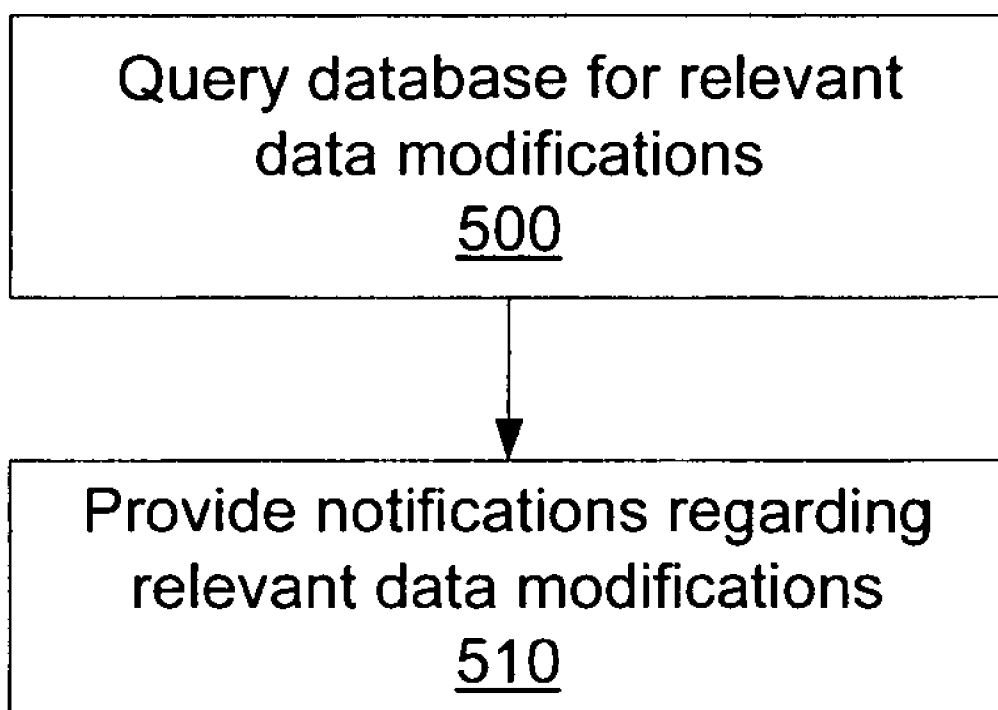 Query database for relevant
data modifications
500
Provide notifications regarding
relevant data modifications
510